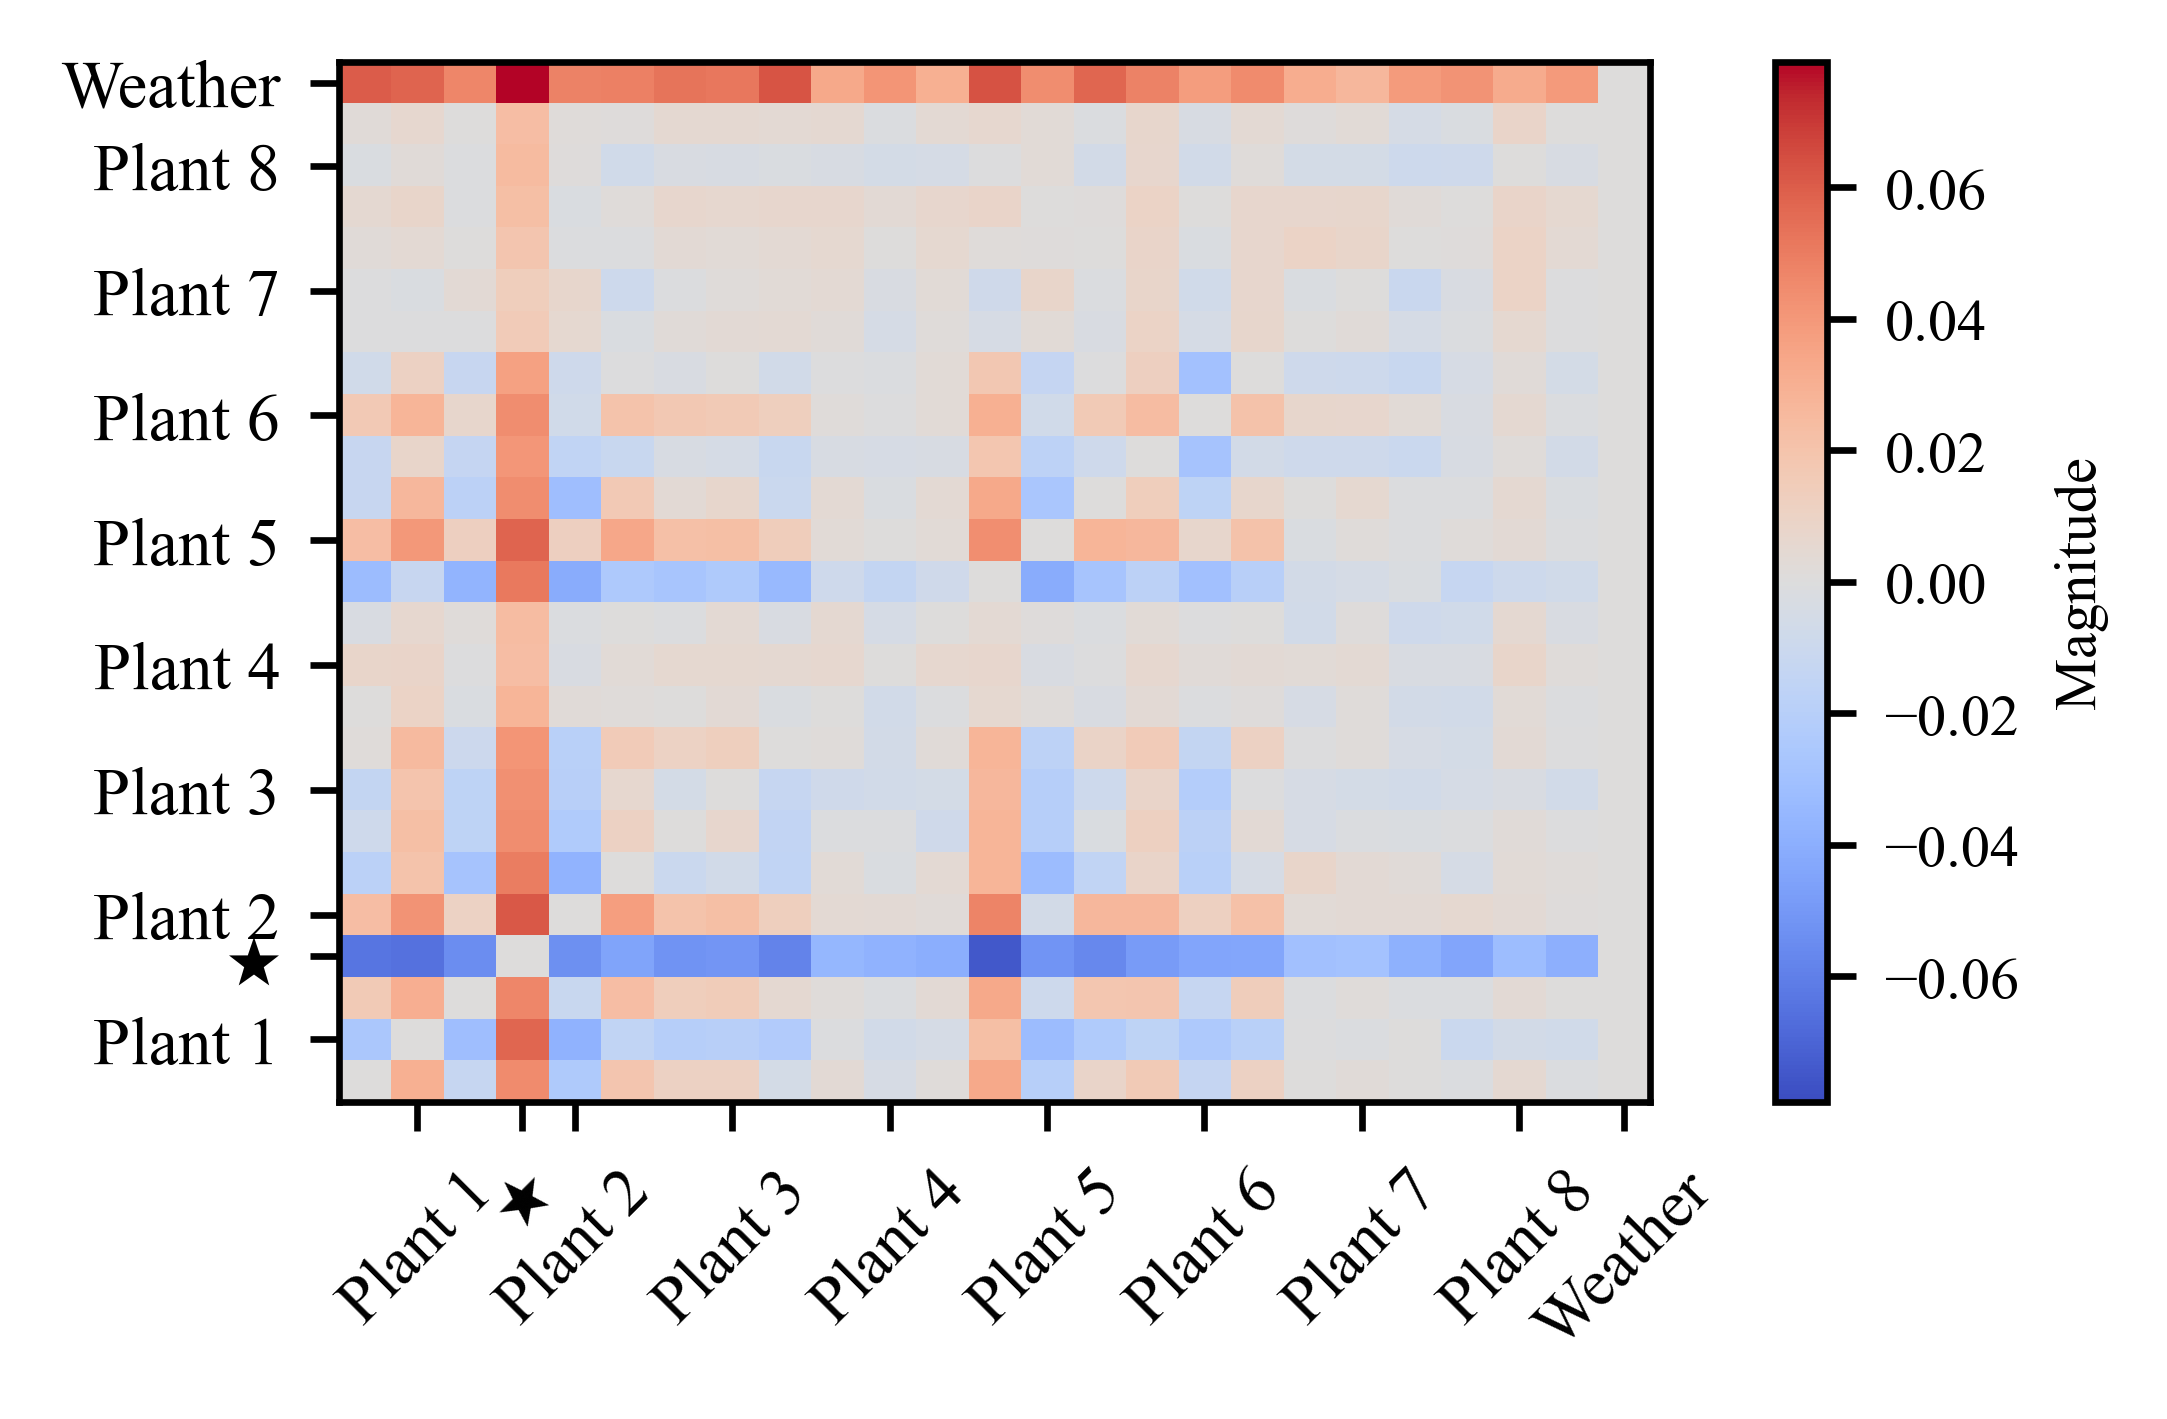 Weather
Plant 8
Plant 7
Plant 6
Plant 5
Plant 4
Plant 3
Plant 2
★
Plant 1
Plant 1
★
Plant 2
Plant 3
Plant 4
Plant 5
Plant 6
Plant 7
Plant 8
Weather
0.06
0.04
0.02
0.00
−0.02
−0.04
−0.06
Magnitude